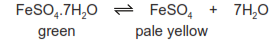 FeSO₄.7H₂O ⇌ FeSO₄ + 7H₂O
green pale yellow